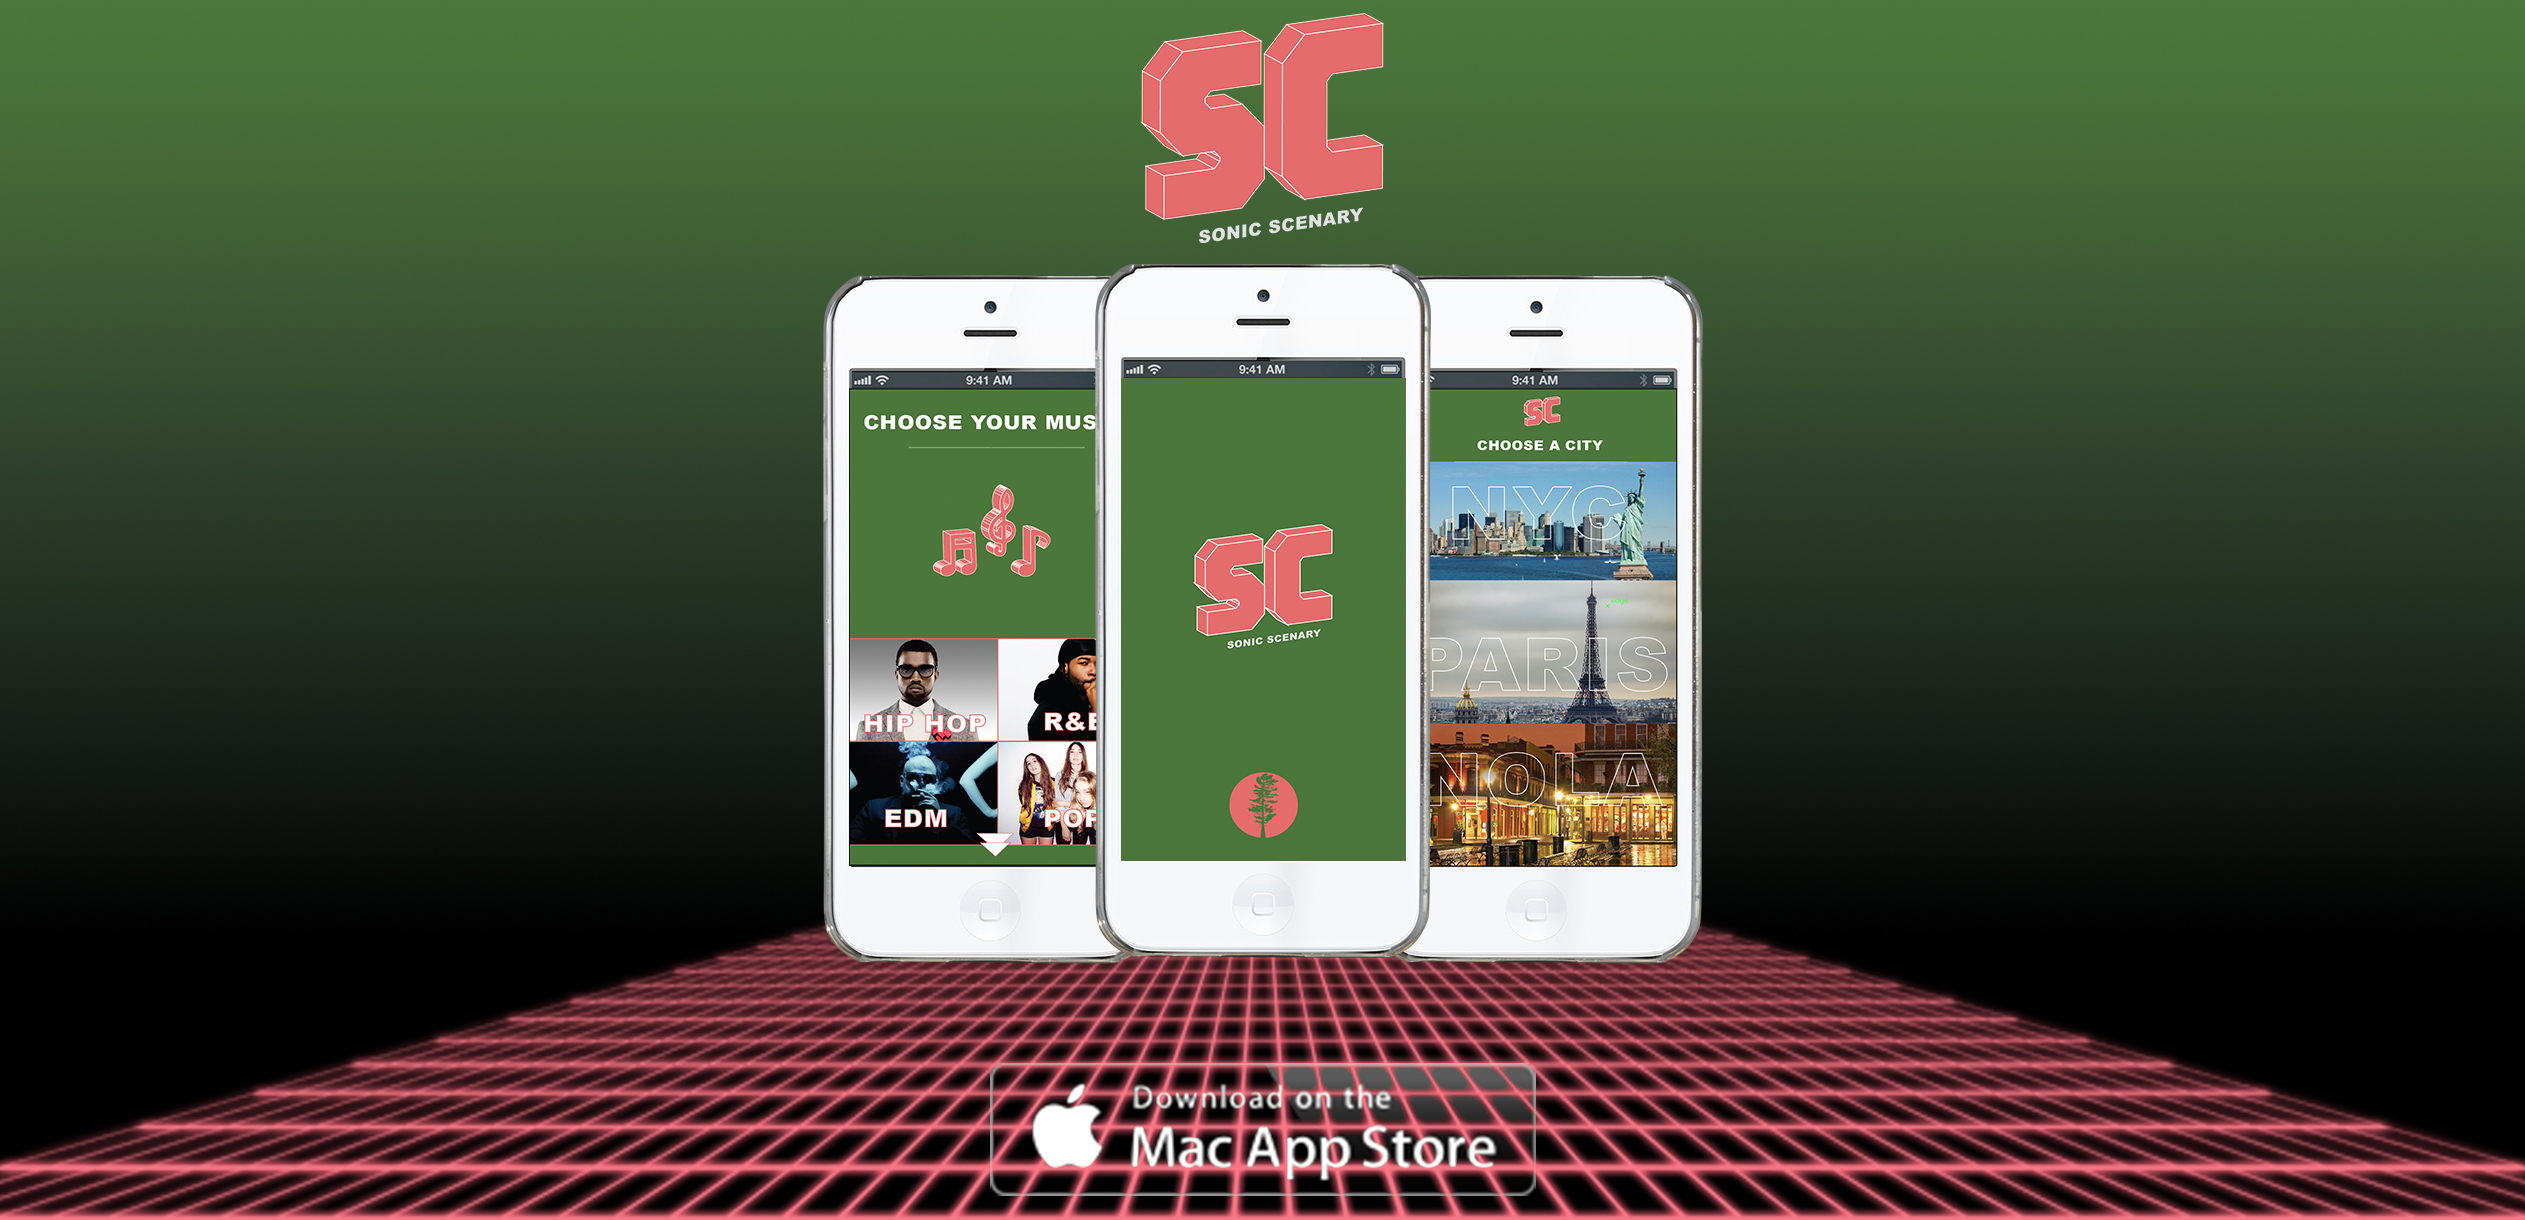 SC
SONIC SCENARY
9:41 AM
CHOOSE YOUR MUS
HIP HOP
R&B
EDM
POP
9:41 AM
SC
SONIC SCENARY
9:41 AM
SC
CHOOSE A CITY
NYC
PARIS
NOLA
Download on the
Mac App Store